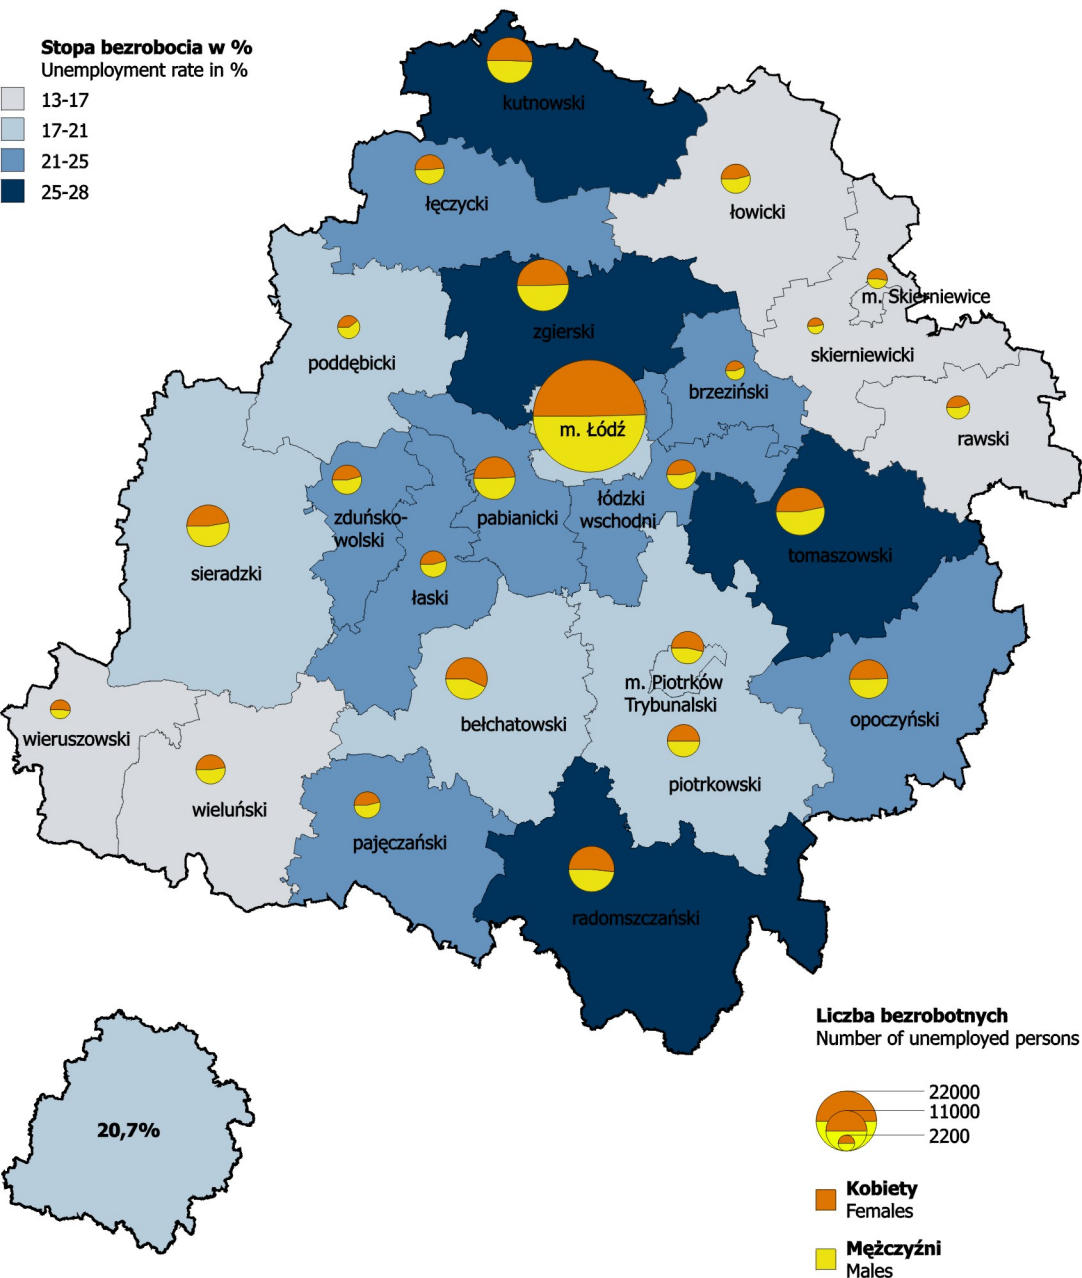 Stopa bezrobocia w %
Unemployment rate in %
13-17
17-21
21-25
25-28
kutnowski
łęczycki
łowicki
m. Skierniewice
zgierski
skierniewicki
poddębicki
brzeziński
m. Łódź
rawski
zduńsko-
wolski
pabianicki
łódzki
wschodni
tomaszowski
sieradzki
łaski
m. Piotrków
Trybunalski
opoczyński
bełchatowski
wieruszowski
piotrkowski
wieluński
pajęczański
radomszczański
Liczba bezrobotnych
Number of unemployed persons
22000
11000
2200
20,7%
Kobiety
Females
Mężczyźni
Males